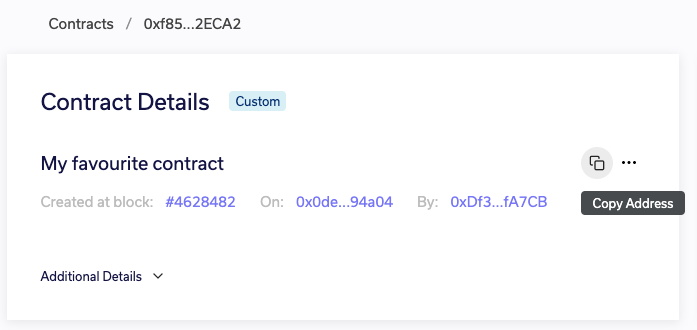 Contracts / 0xf85...2ECA2
Contract Details Custom
My favourite contract
Copy Address
Created at block: #4628482 On: 0x0de...94a04 By: 0xDf3...fA7CB
Additional Details